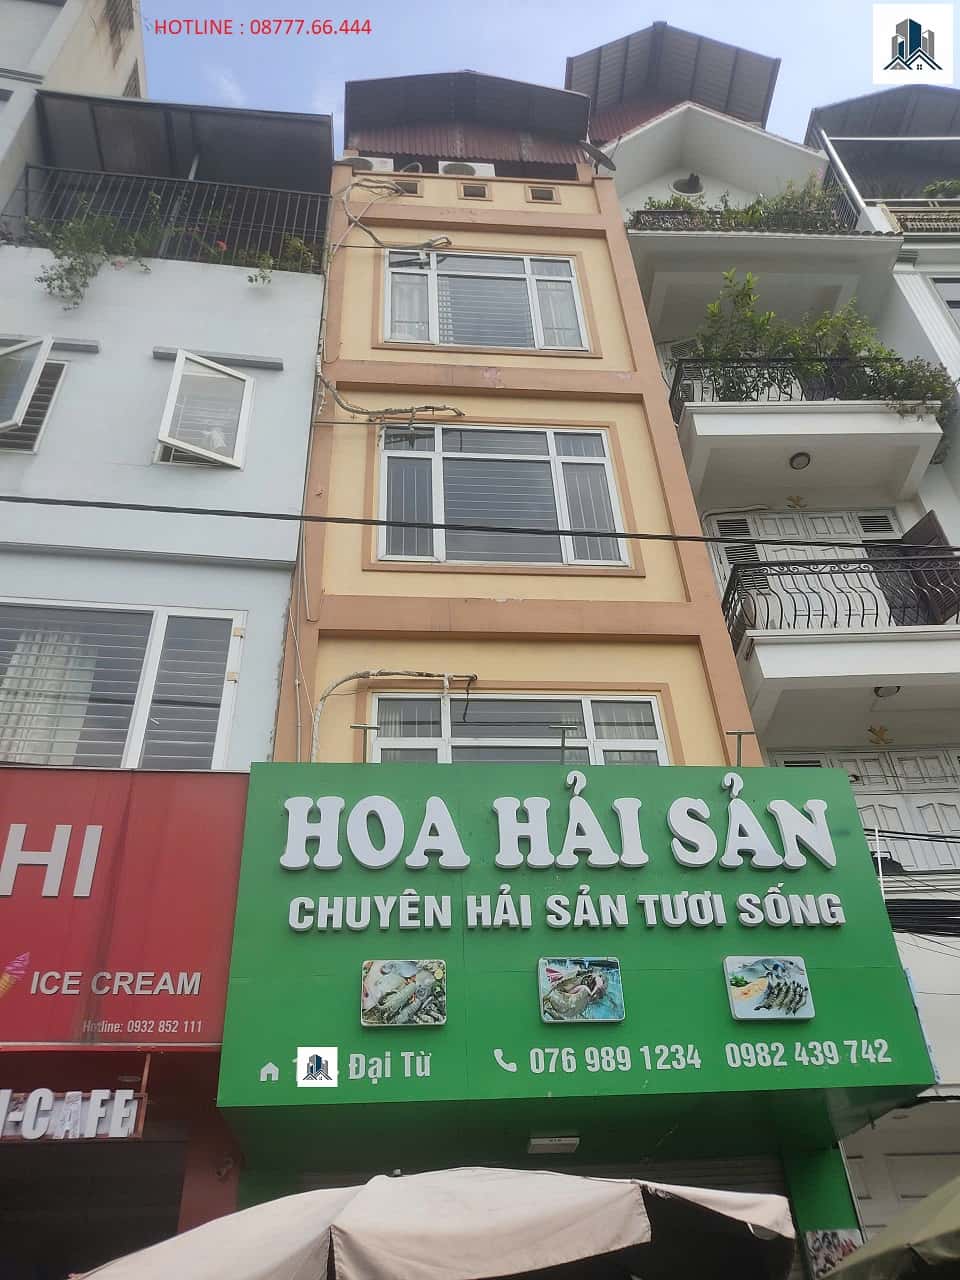 HOTLINE : 08777.66.444
HOA HẢI SẢN
CHUYÊN HẢI SẢN TƯƠI SỐNG
Đại Từ
076 989 1234 0982 439 742
HI
ICE CREAM
Hotline: 0932 852 111
-CAFE